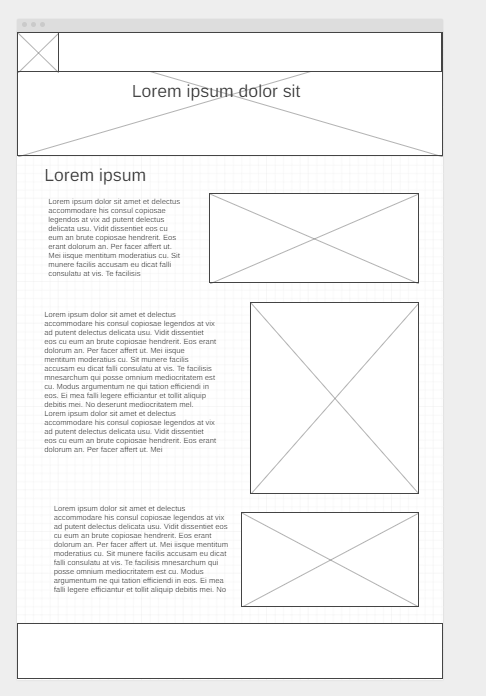 Lorem ipsum dolor sit
Lorem ipsum
Lorem ipsum dolor sit amet et delectus
accommodare his consul copiosae
legendos at vix ad putent delectus
delicata usu. Vidit dissentiet eos cu
eum an brute copiosae hendrerit. Eos
erant dolorum an. Per facer affert ut.
Mei iisque mentitum moderatius cu. Sit
munere facilis accusam eu dicat falli
consulatu at vis. Te facilisis
Lorem ipsum dolor sit amet et delectus
accommodare his consul copiosae legendos at vix
ad putent delectus delicata usu. Vidit dissentiet
eos cu eum an brute copiosae hendrerit. Eos erant
dolorum an. Per facer affert ut. Mei iisque
mentitum moderatius cu. Sit munere facilis
accusam eu dicat falli consulatu at vis. Te facilisis
mnesarchum qui posse omnium mediocritatem est
cu. Modus argumentum ne qui tation efficiendi in
eos. Ei mea falli legere efficiantur et tollit aliquip
debitis mei. No deserunt mediocritatem mel.
Lorem ipsum dolor sit amet et delectus
accommodare his consul copiosae legendos at vix
ad putent delectus delicata usu. Vidit dissentiet
eos cu eum an brute copiosae hendrerit. Eos erant
dolorum an. Per facer affert ut. Mei
Lorem ipsum dolor sit amet et delectus
accommodare his consul copiosae legendos at vix
ad putent delectus delicata usu. Vidit dissentiet eos
cu eum an brute copiosae hendrerit. Eos erant
dolorum an. Per facer affert ut. Mei iisque mentitum
moderatius cu. Sit munere facilis accusam eu dicat
falli consulatu at vis. Te facilisis mnesarchum qui
posse omnium mediocritatem est cu. Modus
argumentum ne qui tation efficiendi in eos. Ei mea
falli legere efficiantur et tollit aliquip debitis mei. No